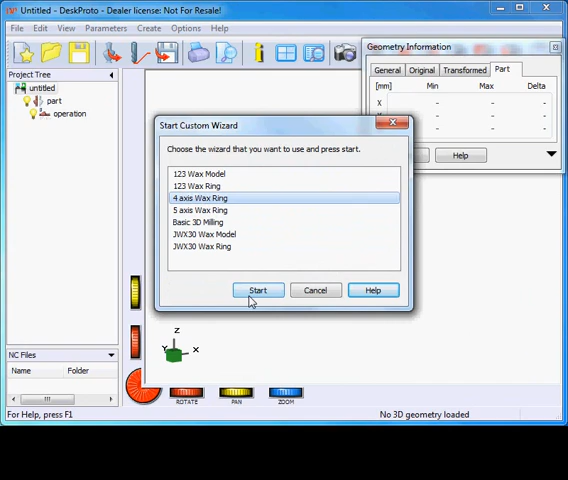 Untitled - DeskProto - Dealer license: Not For Resale!
File Edit View Parameters Create Options Help
Project Tree
untitled
part
operation
Geometry Information
General Original Transformed Part
[mm] Min Max Delta
X - - -
- - -
Help
Start Custom Wizard
Choose the wizard that you want to use and press start.
123 Wax Model
123 Wax Ring
4 axis Wax Ring
5 axis Wax Ring
Basic 3D Milling
JWX30 Wax Model
JWX30 Wax Ring
Start Cancel Help
Z
Y X
NC Files
Name Folder
ROTATE PAN ZOOM
For Help, press F1 No 3D geometry loaded